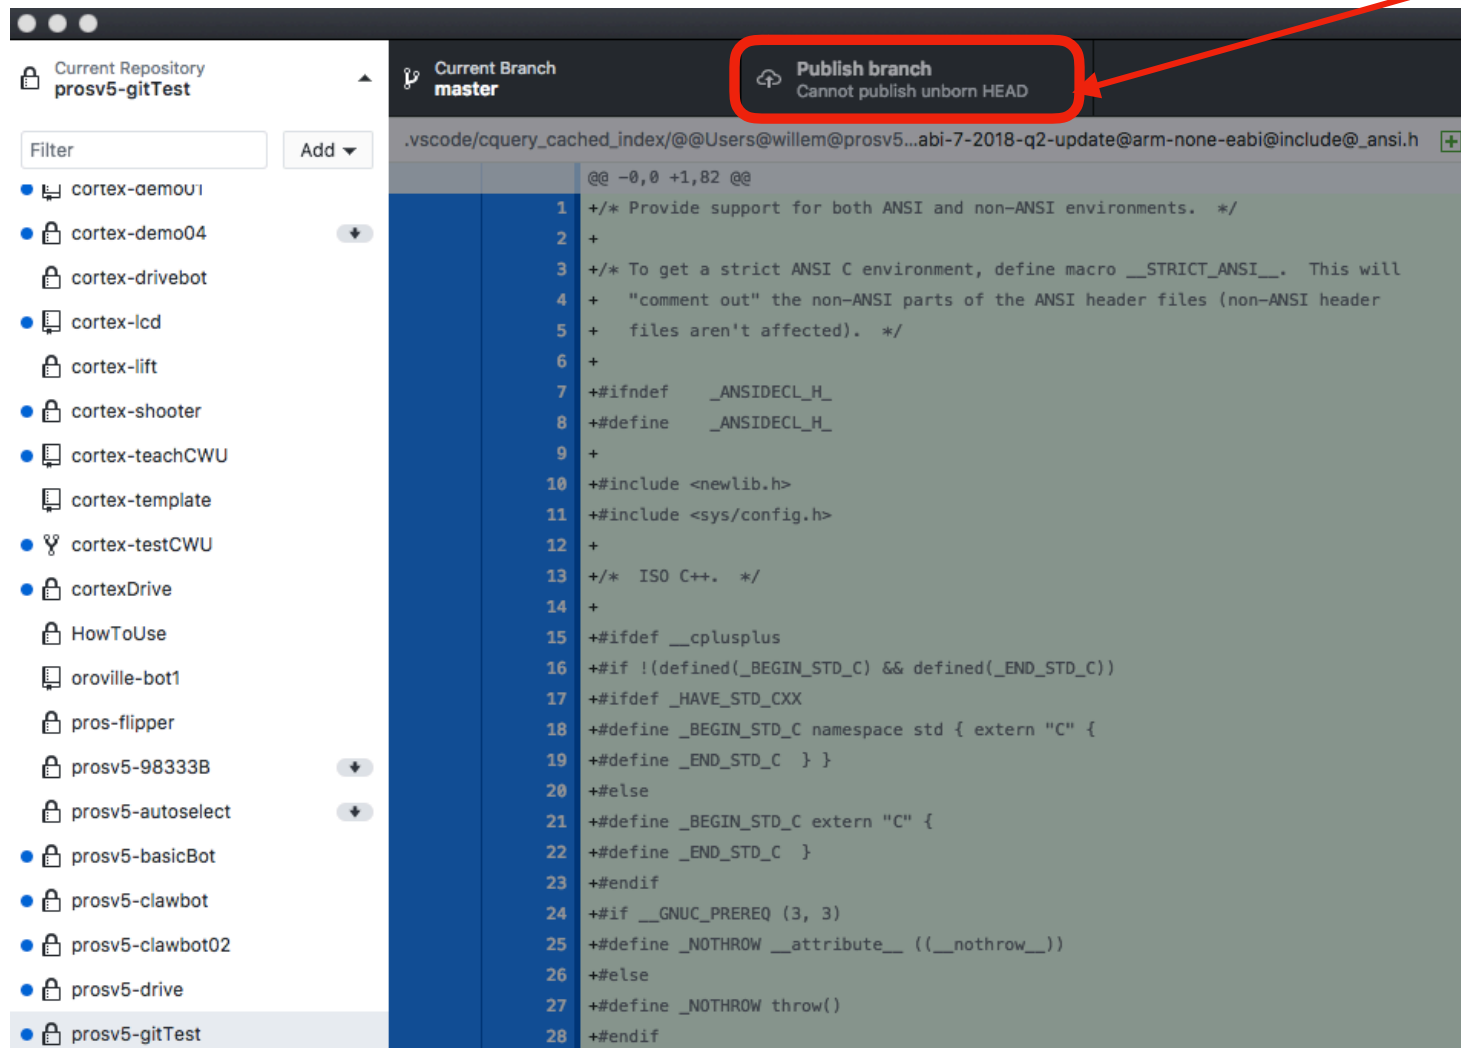 Current Repository
prosv5-gitTest
Current Branch
master
Publish branch
Cannot publish unborn HEAD
Filter
Add
.vscode/cquery_cached_index/@@Users@willem@prosv5...abi-7-2018-q2-update@arm-none-eabi@include@_ansi.h
cortex-demo01
cortex-demo04
cortex-drivebot
cortex-lcd
cortex-lift
cortex-shooter
cortex-teachCWU
cortex-template
cortex-testCWU
cortexDrive
HowToUse
oroville-bot1
pros-flipper
prosv5-98333B
prosv5-autoselect
prosv5-basicBot
prosv5-clawbot
prosv5-clawbot02
prosv5-drive
prosv5-gitTest
@@ -0,0 +1,82 @@
1 +/* Provide support for both ANSI and non-ANSI environments.  */
2 +
3 +/* To get a strict ANSI C environment, define macro __STRICT_ANSI__.  This will
4 +   "comment out" the non-ANSI parts of the ANSI header files (non-ANSI header
5 +   files aren't affected).  */
6 +
7 +#ifndef    _ANSIDECL_H_
8 +#define    _ANSIDECL_H_
9 +
10 +#include <newlib.h>
11 +#include <sys/config.h>
12 +
13 +/*  ISO C++.  */
14 +
15 +#ifdef __cplusplus
16 +#if !(defined(_BEGIN_STD_C) && defined(_END_STD_C))
17 +#ifdef _HAVE_STD_CXX
18 +#define _BEGIN_STD_C namespace std { extern "C" {
19 +#define _END_STD_C  } }
20 +#else
21 +#define _BEGIN_STD_C extern "C" {
22 +#define _END_STD_C  }
23 +#endif
24 +#if __GNUC_PREREQ (3, 3)
25 +#define _NOTHROW __attribute__ ((__nothrow__))
26 +#else
27 +#define _NOTHROW throw()
28 +#endif